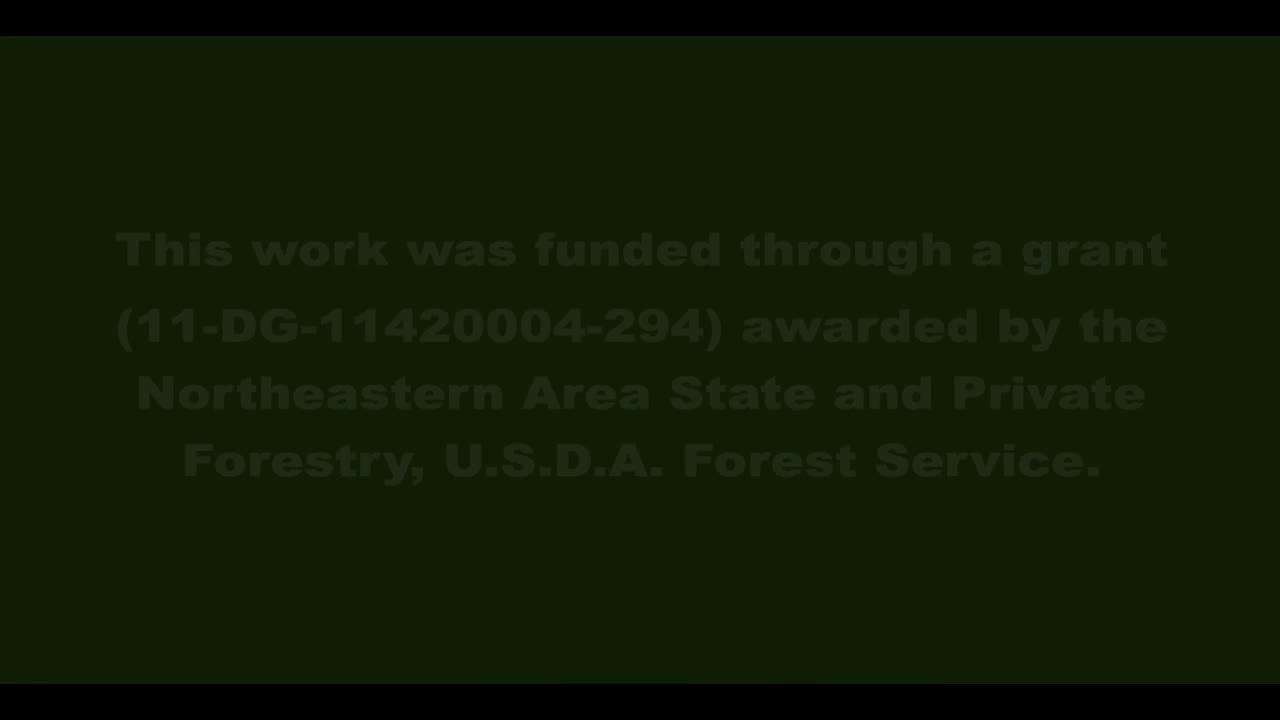 This work was funded through a grant
(11-DG-11420004-294) awarded by the
Northeastern Area State and Private
Forestry, U.S.D.A. Forest Service.